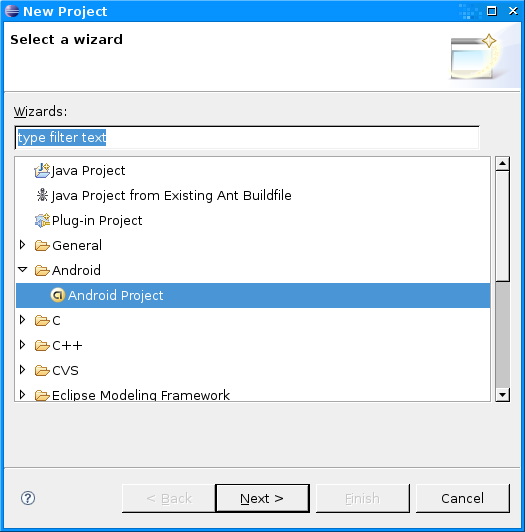 New Project
Select a wizard
Wizards:
type filter text
Java Project
Java Project from Existing Ant Buildfile
Plug-in Project
General
Android
Android Project
C
C++
CVS
Eclipse Modeling Framework
< Back Next > Finish Cancel